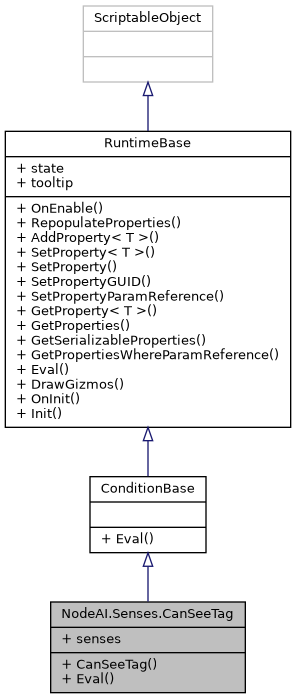 ScriptableObject
RuntimeBase
+ state
+ tooltip
+ OnEnable()
+ RepopulateProperties()
+ AddProperty< T >()
+ SetProperty< T >()
+ SetProperty()
+ SetPropertyGUID()
+ SetPropertyParamReference()
+ GetProperty< T >()
+ GetProperties()
+ GetSerializableProperties()
+ GetPropertiesWhereParamReference()
+ Eval()
+ DrawGizmos()
+ OnInit()
+ Init()
ConditionBase
+ Eval()
NodeAI.Senses.CanSeeTag
+ senses
+ CanSeeTag()
+ Eval()